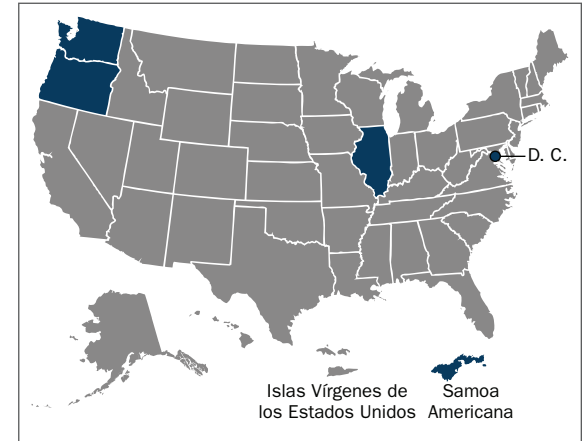 D. C.
Islas Vírgenes de
los Estados Unidos
Samoa
Americana